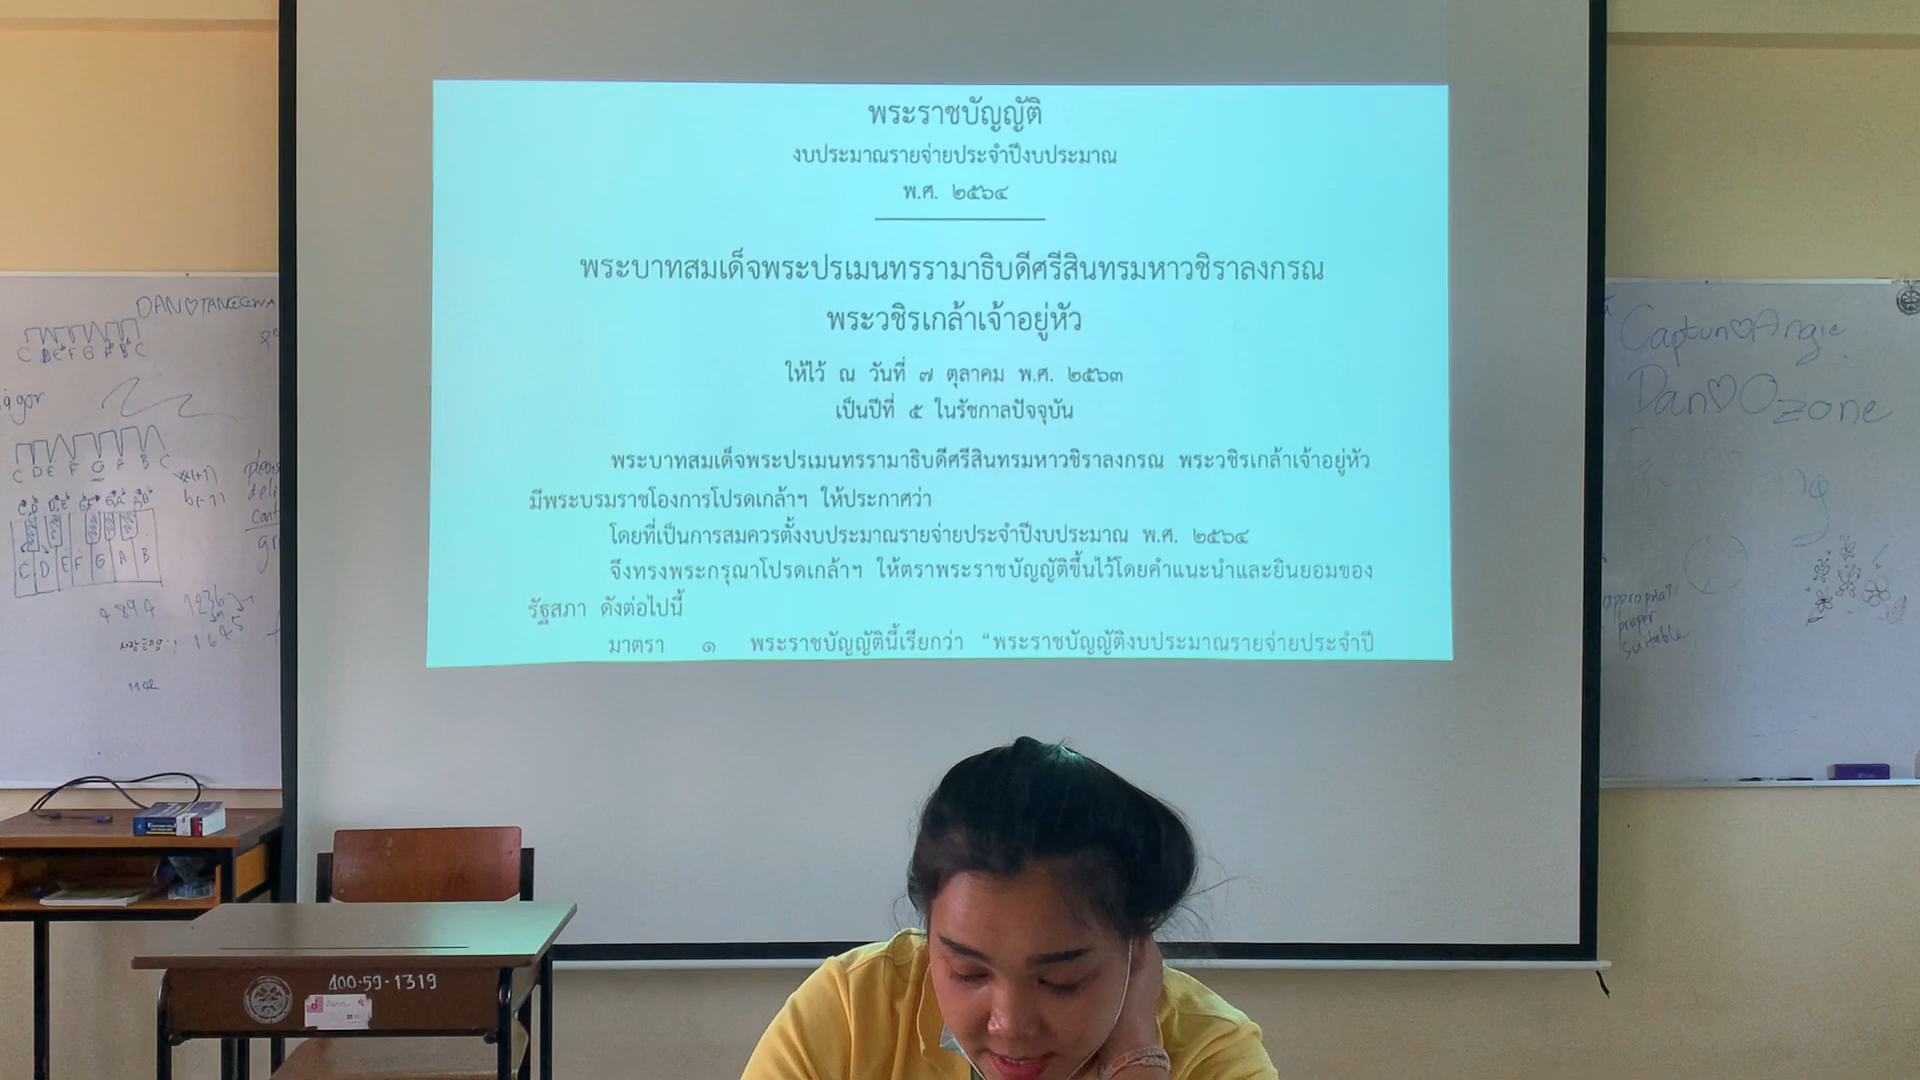 พระราชบัญญัติ
งบประมาณรายจ่ายประจำปีงบประมาณ
พ.ศ. ๒๕๖๔
พระบาทสมเด็จพระปรเมนทรรามาธิบดีศรีสินทรมหาวชิราลงกรณ
พระวชิรเกล้าเจ้าอยู่หัว
ให้ไว้ ณ วันที่ ๗ ตุลาคม พ.ศ. ๒๕๖๓
เป็นปีที่ ๕ ในรัชกาลปัจจุบัน
พระบาทสมเด็จพระปรเมนทรรามาธิบดีศรีสินทรมหาวชิราลงกรณ พระวชิรเกล้าเจ้าอยู่หัว
มีพระบรมราชโองการโปรดเกล้าฯ ให้ประกาศว่า
โดยที่เป็นการสมควรตั้งงบประมาณรายจ่ายประจำปีงบประมาณ พ.ศ. ๒๕๖๔
จึงทรงพระกรุณาโปรดเกล้าฯ ให้ตราพระราชบัญญัติขึ้นไว้โดยคำแนะนำและยินยอมของ
รัฐสภา ดังต่อไปนี้
มาตรา ๑ พระราชบัญญัตินี้เรียกว่า “พระราชบัญญัติงบประมาณรายจ่ายประจำปี
DAN♡TANGGWA
C D E F G A B C
C D E F G A B C
C D E F G A B
4894
1102
Captun♡Angie
Dan♡Ozone
proper
suitable
400-59-1319